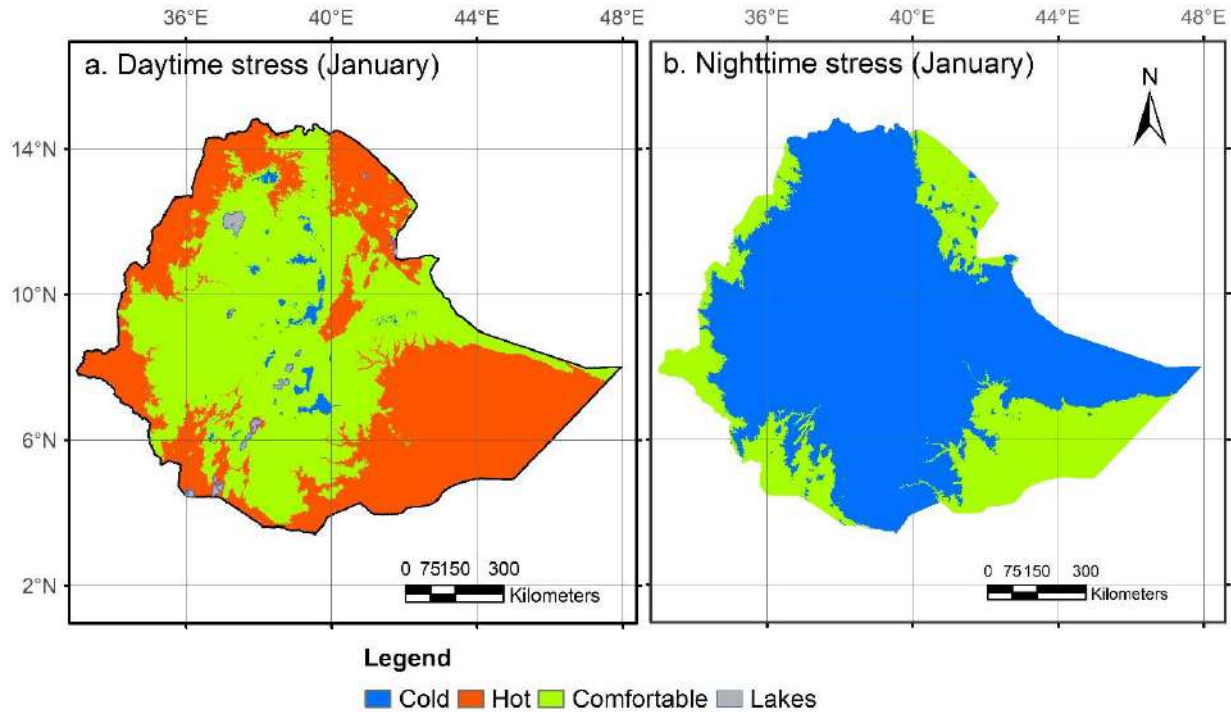 36°E 40°E 44°E 48°E 36°E 40°E 44°E 48°E
a. Daytime stress (January)
b. Nighttime stress (January)
N
14°N
10°N
6°N
2°N
0 75150 300
Kilometers
0 75150 300
Kilometers
Legend
Cold Hot Comfortable Lakes